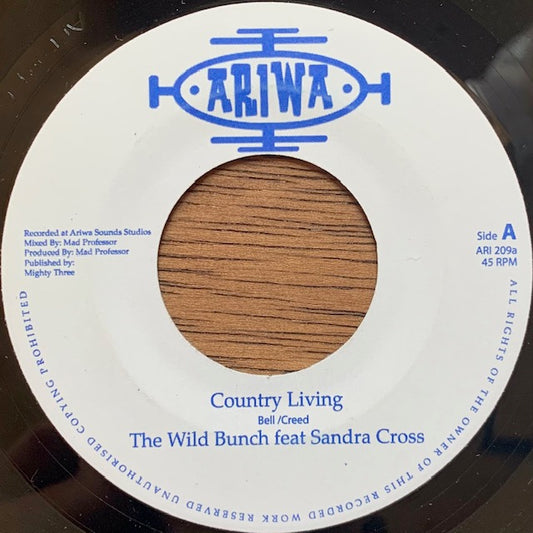 ARIWA
Recorded at Ariwa Sounds Studios
Mixed By: Mad Professor
Produced By: Mad Professor
Published by:
Mighty Three
Side A
ARI 209a
45 RPM
Country Living
Bell /Creed
The Wild Bunch feat Sandra Cross
ALL RIGHTS OF THE OWNER OF THIS RECORDED WORK RESERVED UNAUTHORISED COPYING PROHIBITED